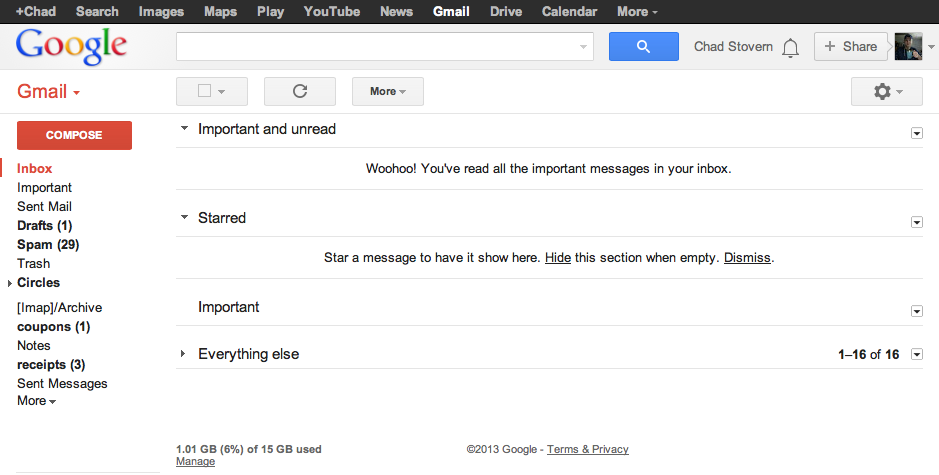 +Chad Search Images Maps Play YouTube News Gmail Drive Calendar More
Google
Chad Stovern
+ Share
Gmail
More
COMPOSE
Inbox
Important
Sent Mail
Drafts (1)
Spam (29)
Trash
Circles
[Imap]/Archive
coupons (1)
Notes
receipts (3)
Sent Messages
More
Important and unread
Woohoo! You've read all the important messages in your inbox.
Starred
Star a message to have it show here. Hide this section when empty. Dismiss.
Important
Everything else
1–16 of 16
1.01 GB (6%) of 15 GB used
Manage
©2013 Google - Terms & Privacy